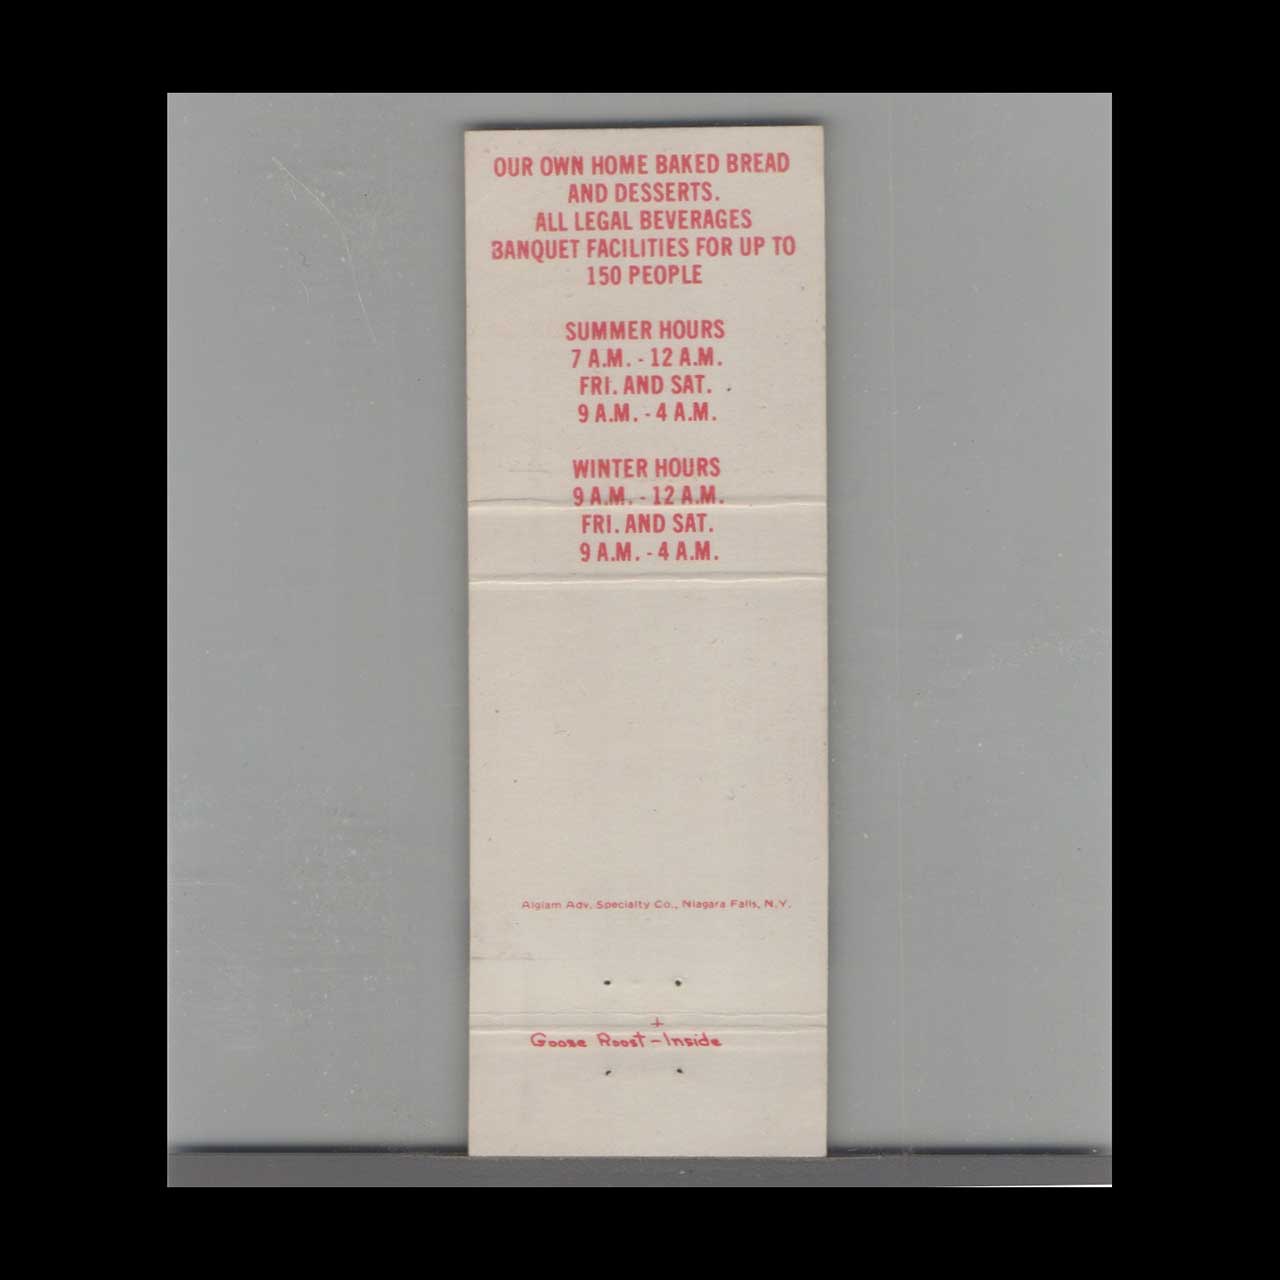 OUR OWN HOME BAKED BREAD
AND DESSERTS.
ALL LEGAL BEVERAGES
BANQUET FACILITIES FOR UP TO
150 PEOPLE
SUMMER HOURS
7 A.M. - 12 A.M.
FRI. AND SAT.
9 A.M. - 4 A.M.
WINTER HOURS
9 A.M. - 12 A.M.
FRI. AND SAT.
9 A.M. - 4 A.M.
Alglam Adv. Specialty Co., Niagara Falls, N.Y.
+
Goose Roost - Inside